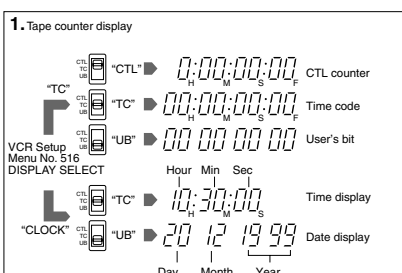 1. Tape counter display
CTL TC UB "CTL" 0:00:00:00 CTL counter
H M S F
"TC"
CTL TC UB "TC" 00:00:00:00 Time code
H M S F
CTL TC UB "UB" 00 00 00 00 User's bit
VCR Setup
Menu No. 516
DISPLAY SELECT
Hour Min Sec
CTL TC UB "TC" 10:30:00 Time display
H M S
"CLOCK"
CTL TC UB "UB" 20 12 19 99 Date display
Day Month Year